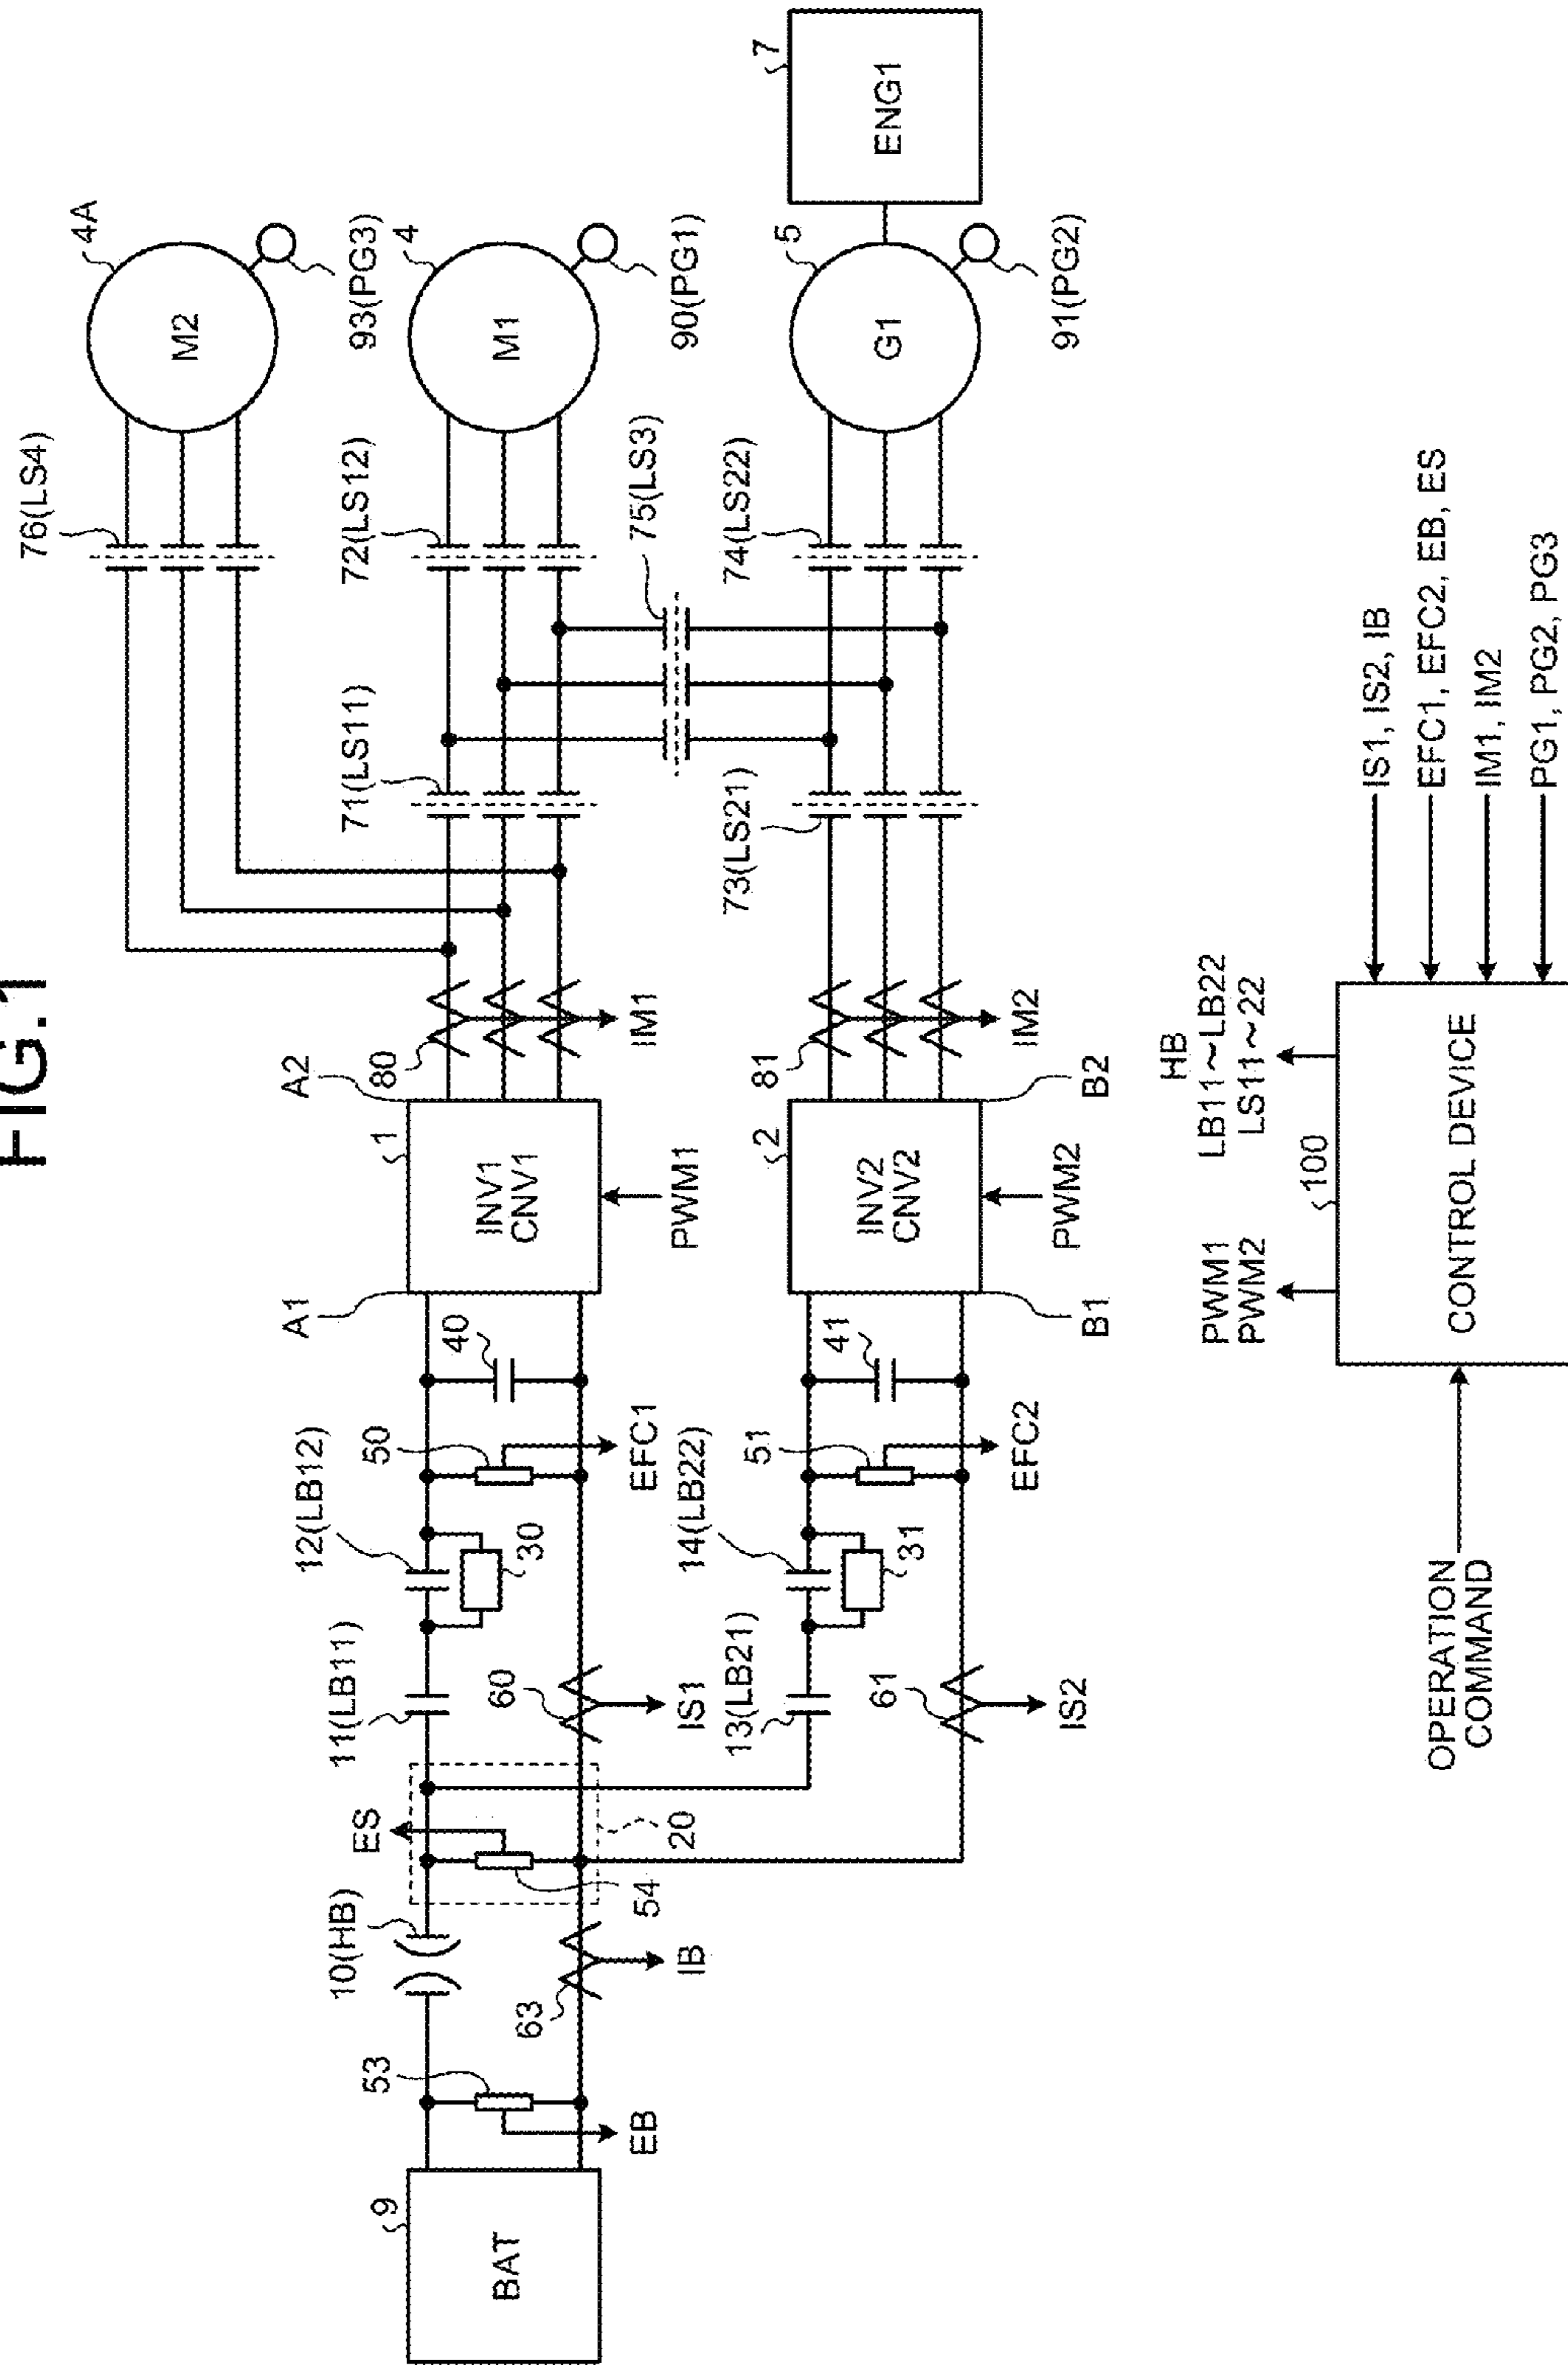 FIG.1
76(LS4)
4A
M2
93(PG3)
71(LS11)
72(LS12)
4
M1
90(PG1)
75(LS3)
73(LS21)
74(LS22)
5
G1
91(PG2)
7
ENG1
10(HB)
ES
11(LB11)
12(LB12)
50
40
A1
1
A2
80
INV1
CNV1
PWM1
IM1
9
BAT
53
EB
63
IB
54
20
60
IS1
30
EFC1
13(LB21)
14(LB22)
51
41
2
81
INV2
CNV2
PWM2
IM2
B1
B2
61
IS2
31
EFC2
OPERATION
COMMAND
PWM1
PWM2
100
HB
LB11~LB22
LS11~22
CONTROL DEVICE
IS1, IS2, IB
EFC1, EFC2, EB, ES
IM1, IM2
PG1, PG2, PG3